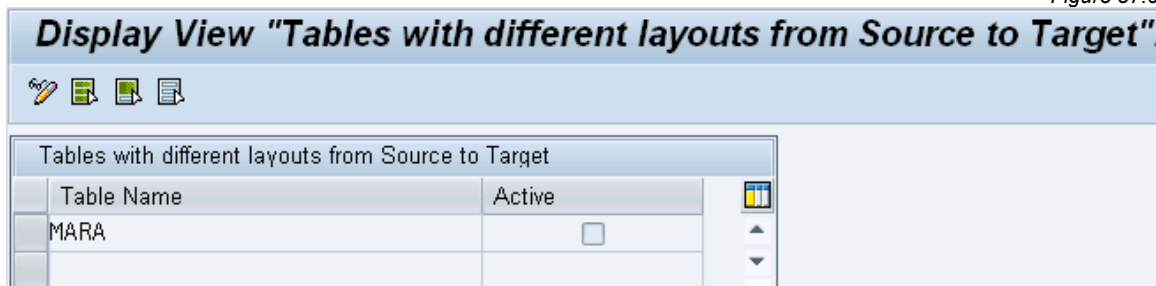 Display View "Tables with different layouts from Source to Target"
Tables with different layouts from Source to Target
Table Name Active
MARA